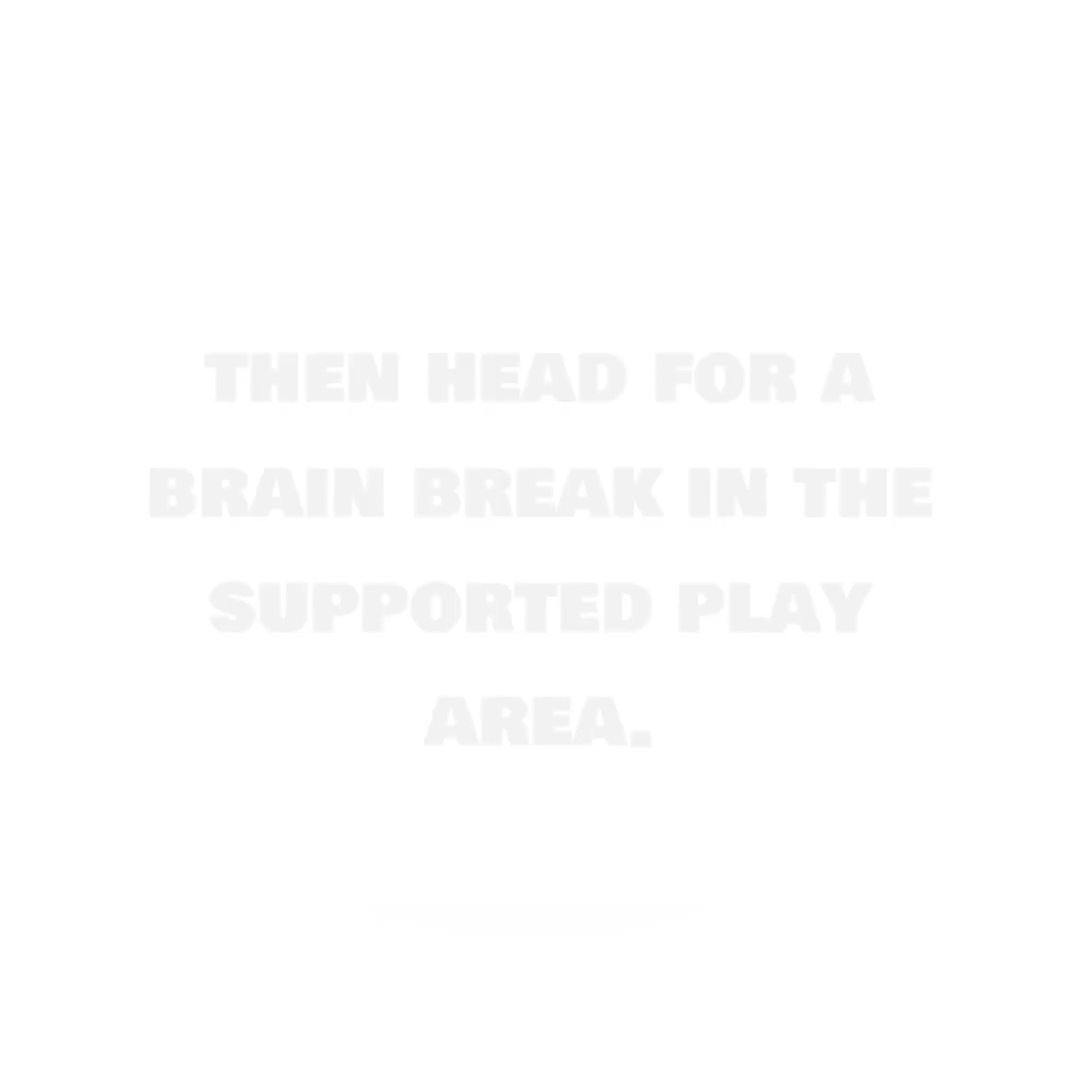 THEN HEAD FOR A
BRAIN BREAK IN THE
SUPPORTED PLAY
AREA.